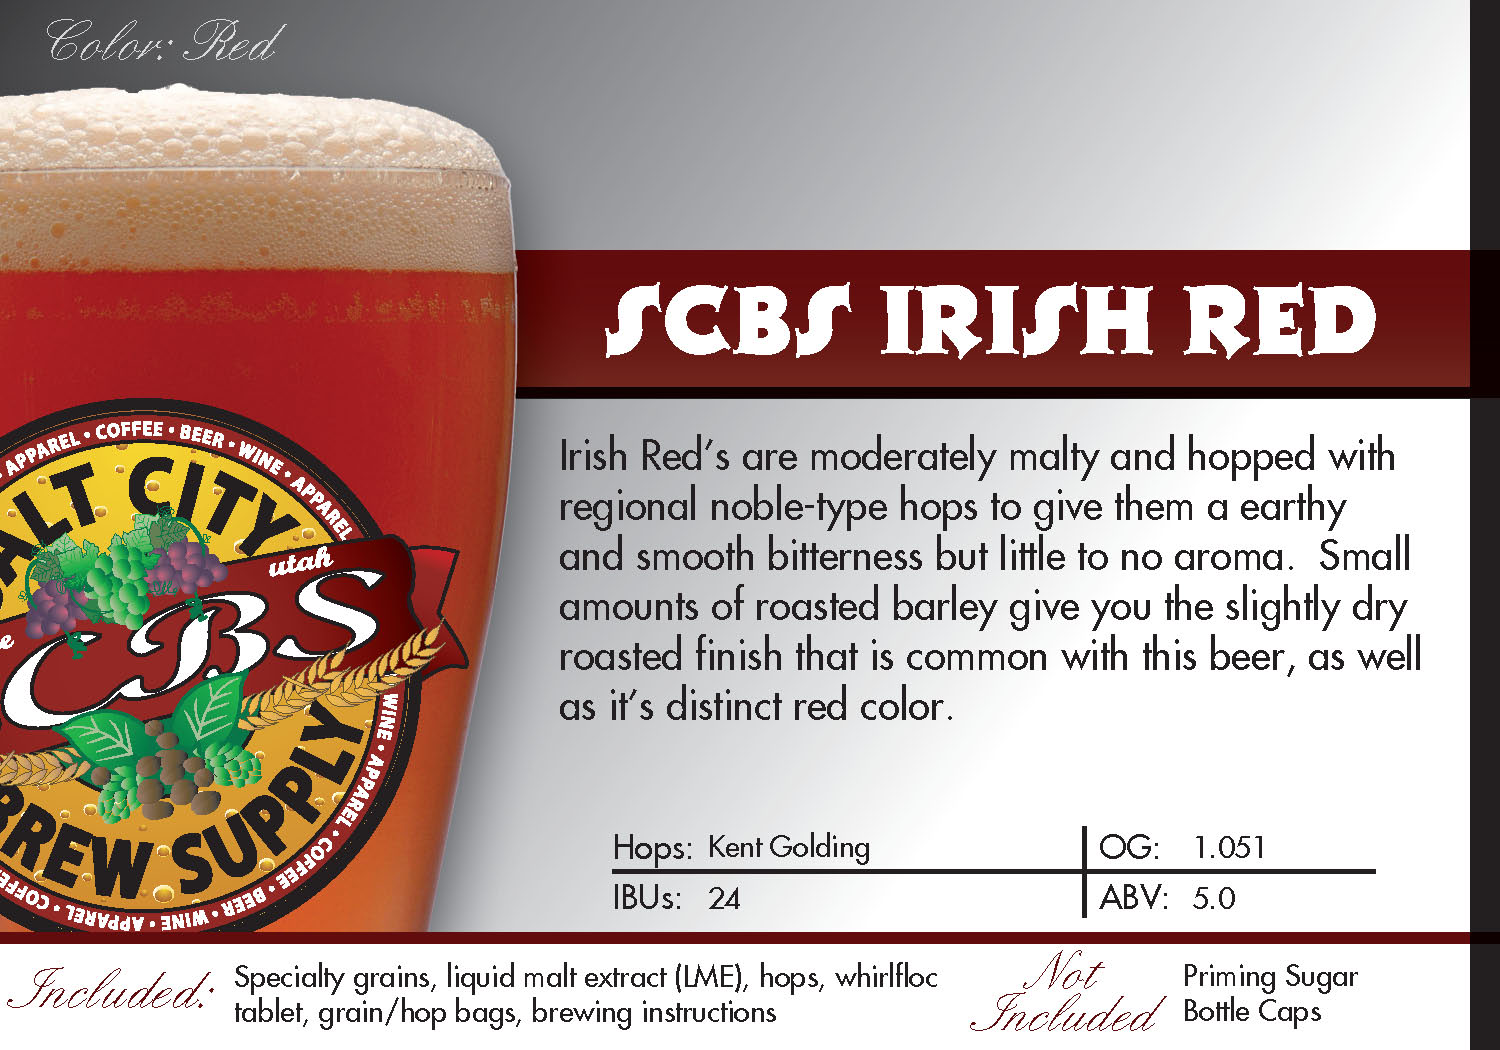 Color: Red
SCBS IRISH RED
Irish Red's are moderately malty and hopped with
regional noble-type hops to give them a earthy
and smooth bitterness but little to no aroma.  Small
amounts of roasted barley give you the slightly dry
roasted finish that is common with this beer, as well
as it's distinct red color.
APPAREL • COFFEE • BEER • WINE • APPAREL
ALT CITY
utah
CBS
BREW SUPPLY
WINE • APPAREL • COFFEE • BEER • WINE • APPAREL • COFFEE
Hops: Kent Golding
OG: 1.051
IBUs: 24
ABV: 5.0
Included: Specialty grains, liquid malt extract (LME), hops, whirlfloc
tablet, grain/hop bags, brewing instructions
Not
Included
Priming Sugar
Bottle Caps